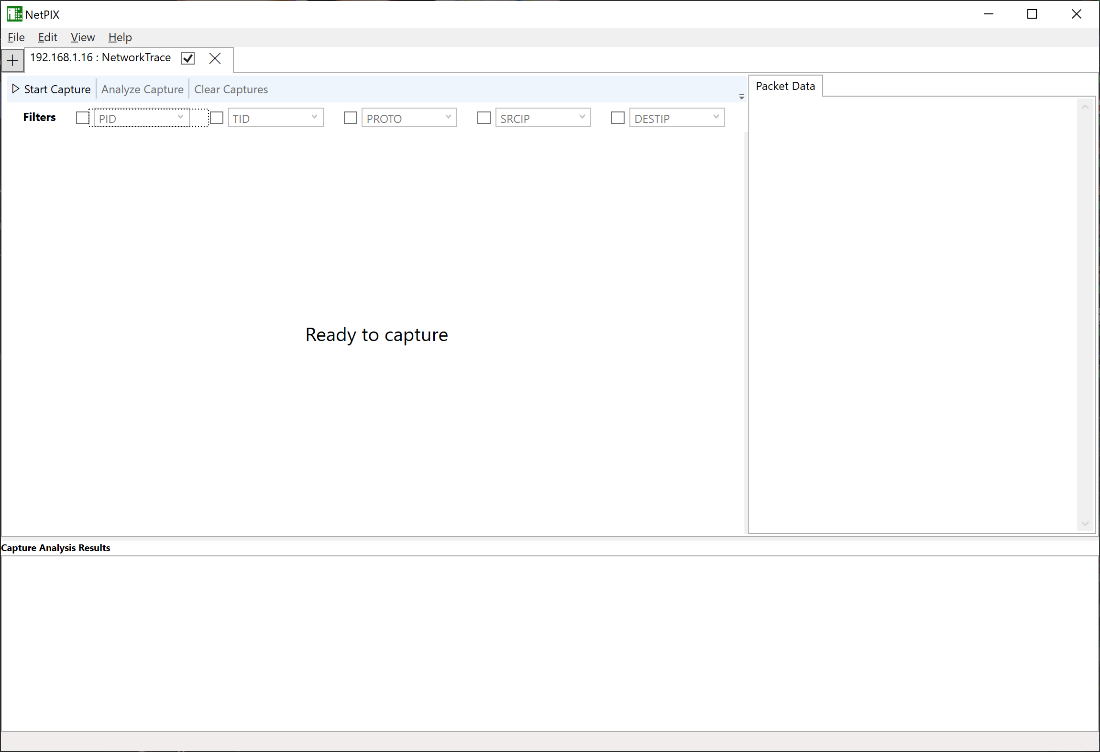 NetPIX
File Edit View Help
+ 192.168.1.16 : NetworkTrace
Start Capture Analyze Capture Clear Captures
Packet Data
Filters PID TID PROTO SRCIP DESTIP
Ready to capture
Capture Analysis Results